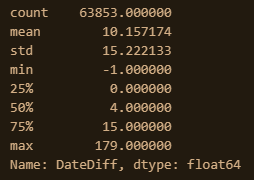 count    63853.000000
mean        10.157174
std         15.222133
min         -1.000000
25%          0.000000
50%          4.000000
75%         15.000000
max        179.000000
Name: DateDiff, dtype: float64